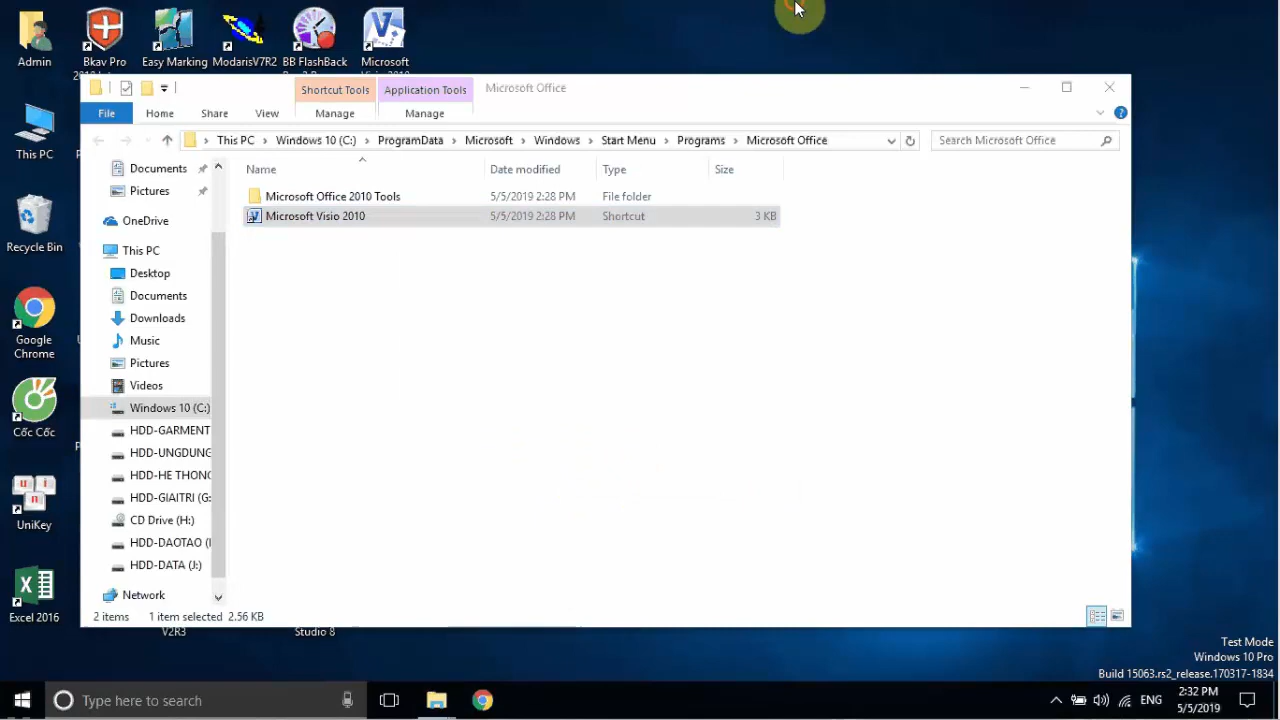 Admin
Bkav Pro
Easy Marking
ModarisV7R2
BB FlashBack
Microsoft
Shortcut Tools
Application Tools
Microsoft Office
File
Home
Share
View
Manage
Manage
This PC
Windows 10 (C:)
ProgramData
Microsoft
Windows
Start Menu
Programs
Microsoft Office
Search Microsoft Office
Name
Date modified
Type
Size
Microsoft Office 2010 Tools
5/5/2019 2:28 PM
File folder
Microsoft Visio 2010
5/5/2019 2:28 PM
Shortcut
3 KB
Documents
Pictures
OneDrive
This PC
Desktop
Documents
Downloads
Music
Pictures
Videos
Windows 10 (C:)
HDD-GARMENT
HDD-UNGDUNG
HDD-HE THONG
HDD-GIAITRI (G:
CD Drive (H:)
HDD-DAOTAO (I
HDD-DATA (J:)
Network
2 items
1 item selected 2.56 KB
This PC
Recycle Bin
Google
Chrome
Cốc Cốc
UniKey
Excel 2016
V2R3
Studio 8
Test Mode
Windows 10 Pro
Build 15063.rs2_release.170317-1834
Type here to search
ENG
2:32 PM
5/5/2019